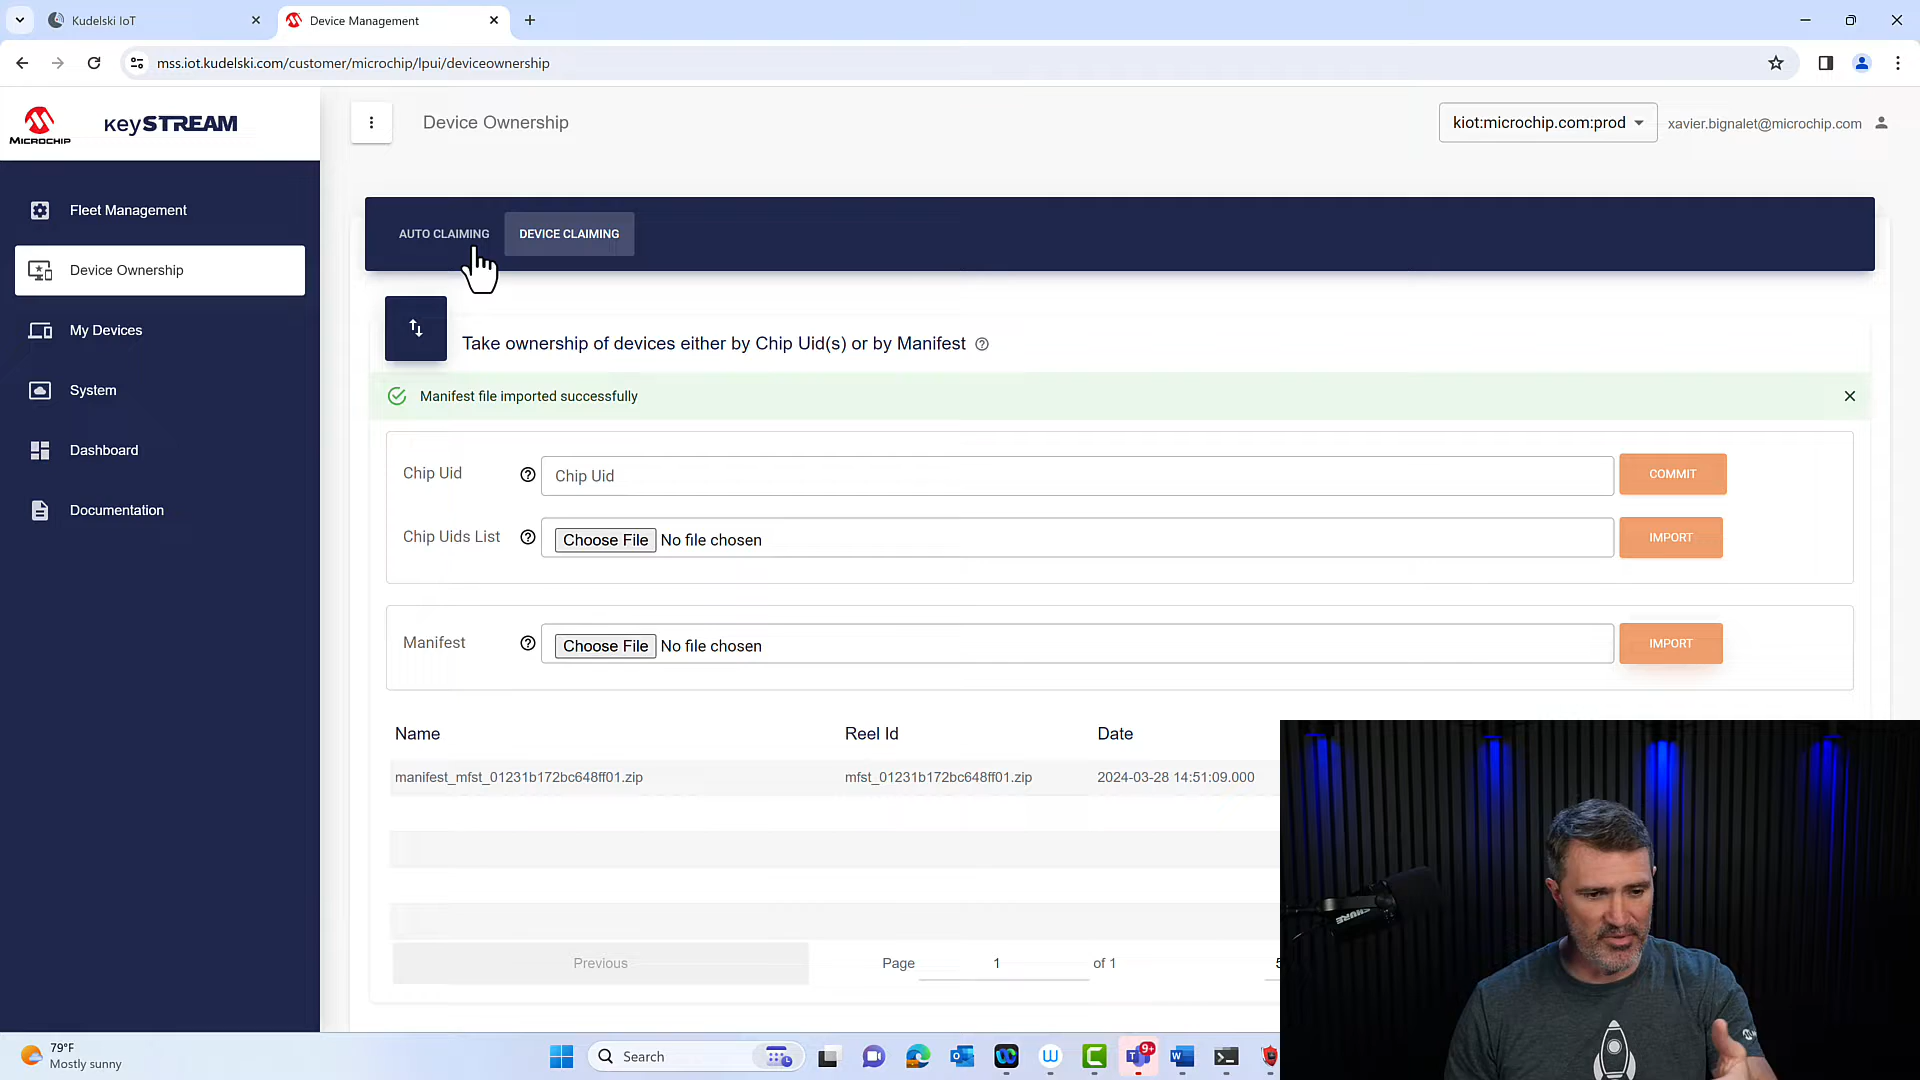 Kudelski IoT
Device Management
mss.iot.kudelski.com/customer/microchip/lpui/deviceownership
MICROCHIP
keySTREAM
Device Ownership
kiot:microchip.com:prod
xavier.bignalet@microchip.com
Fleet Management
Device Ownership
My Devices
System
Dashboard
Documentation
AUTO CLAIMING
DEVICE CLAIMING
Take ownership of devices either by Chip Uid(s) or by Manifest
Manifest file imported successfully
Chip Uid
Chip Uid
COMMIT
Chip Uids List
Choose File No file chosen
IMPORT
Manifest
Choose File No file chosen
IMPORT
Name Reel Id Date
manifest_mfst_01231b172bc648ff01.zip mfst_01231b172bc648ff01.zip 2024-03-28 14:51:09.000
Previous
Page 1 of 1
SHURE
79°F
Mostly sunny
Search
9+